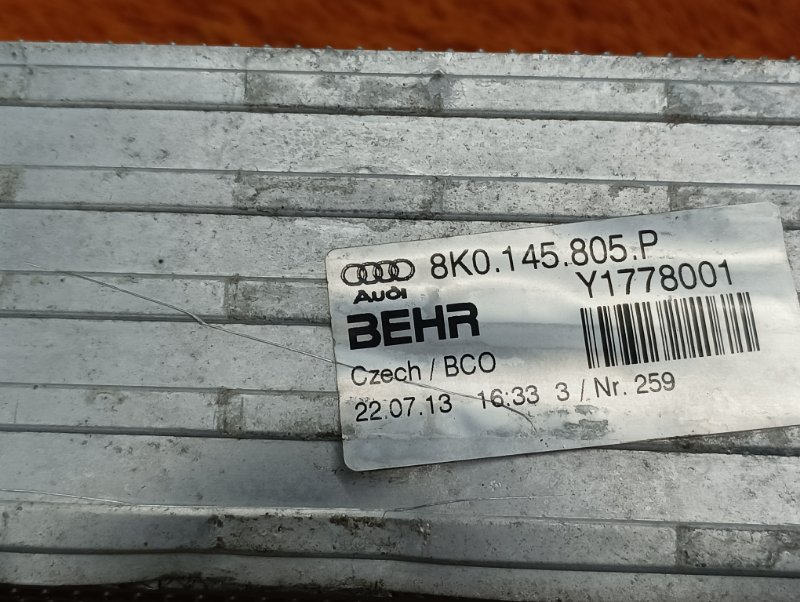 8K0.145.805.P
Audi
Y1778001
BEHR
Czech / BCO
22.07.13 16:33 3 / Nr. 259